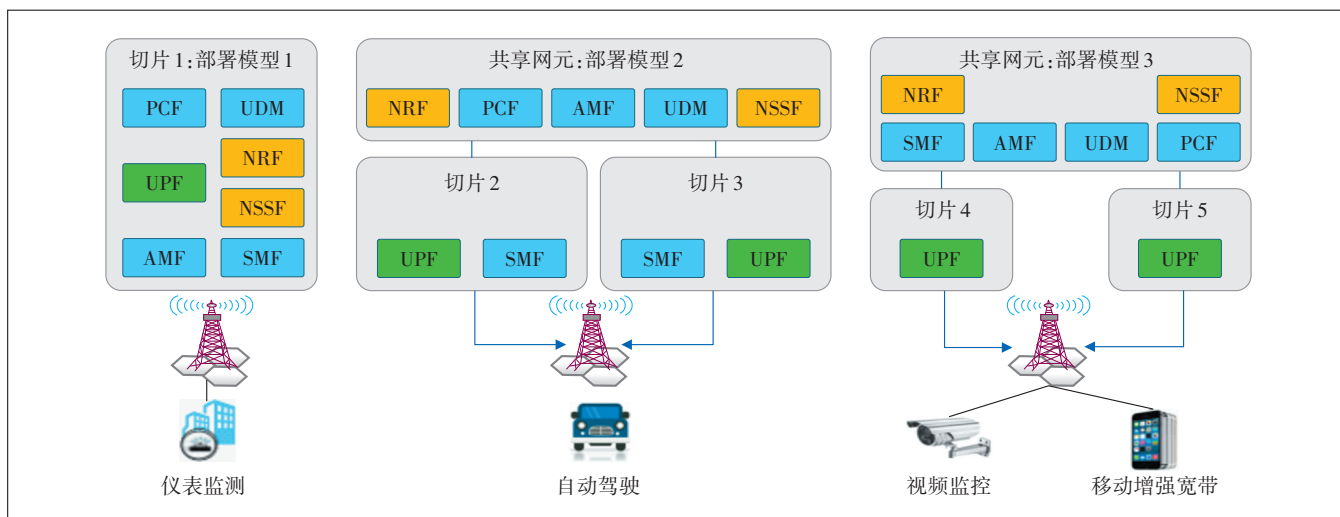 切片1:部署模型1
PCF
UDM
NRF
UPF
NSSF
AMF
SMF
仪表监测
共享网元:部署模型2
NRF
PCF
AMF
UDM
NSSF
切片2
UPF
SMF
切片3
SMF
UPF
自动驾驶
共享网元:部署模型3
NRF
NSSF
SMF
AMF
UDM
PCF
切片4
UPF
切片5
UPF
视频监控
移动增强宽带